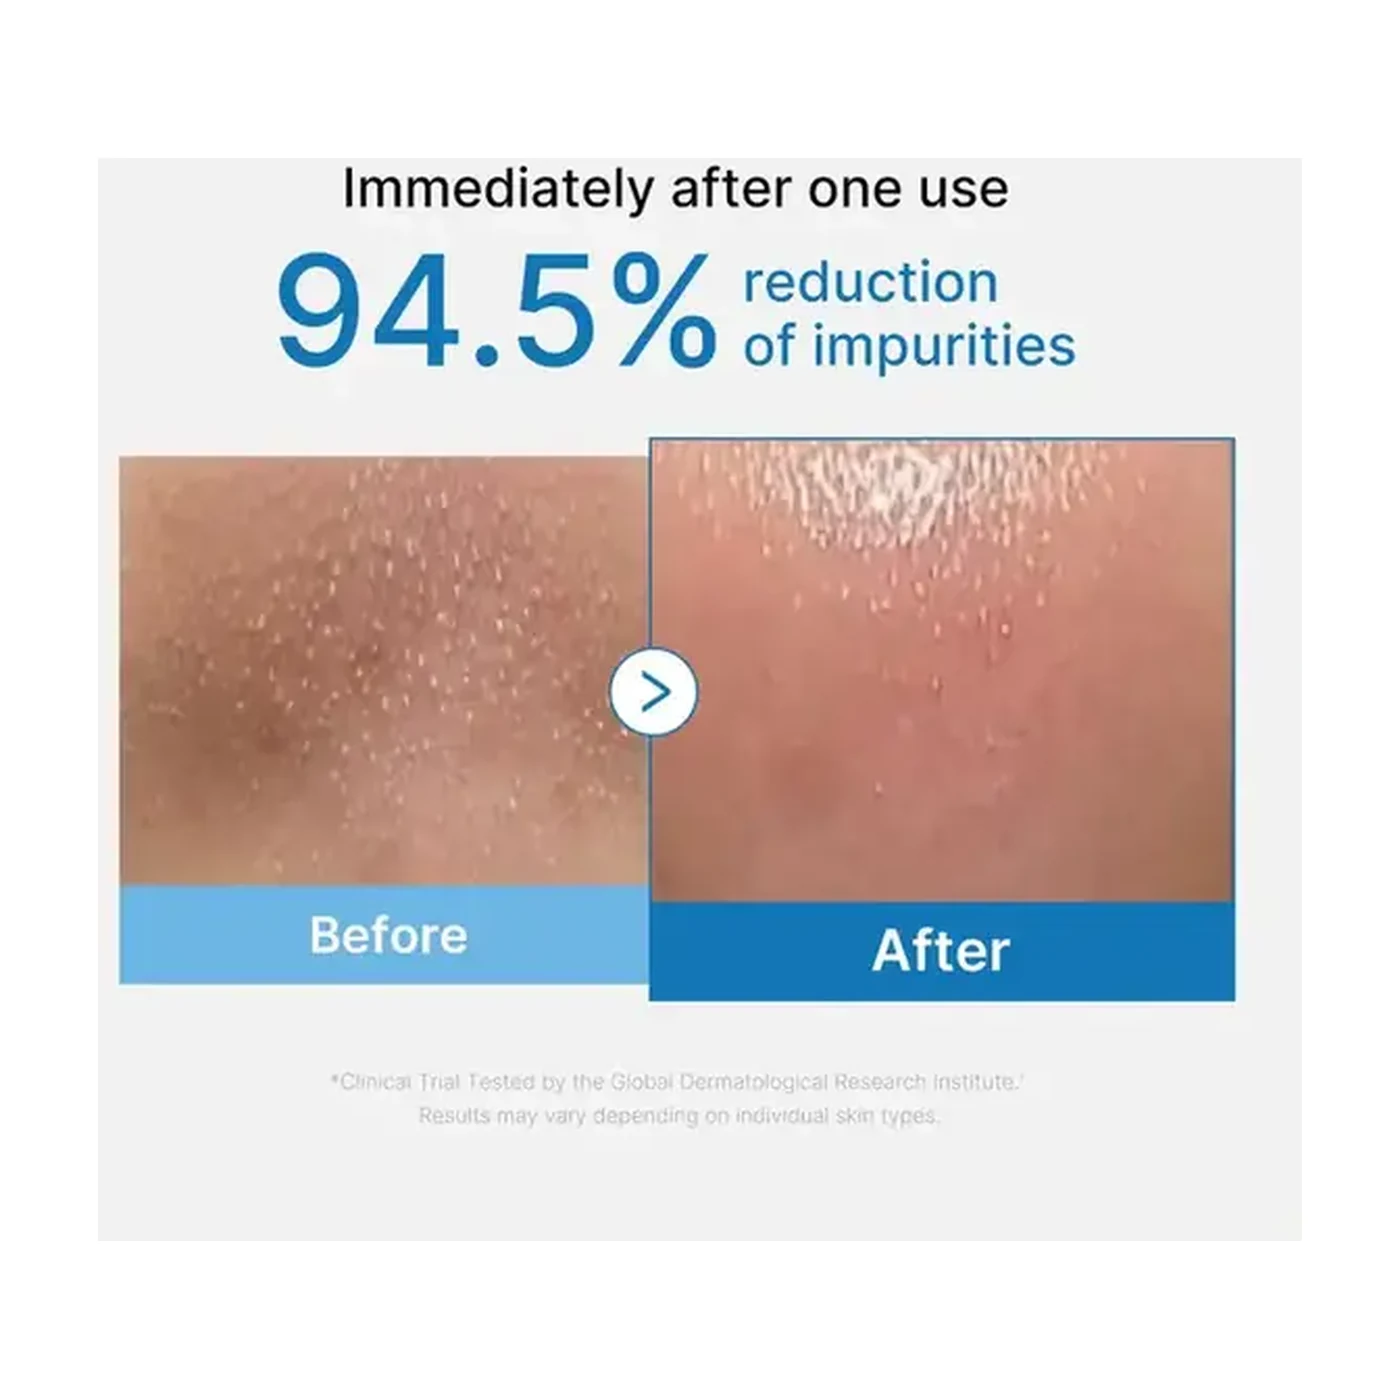 Immediately after one use
94.5% reduction
of impurities
Before
After
*Clinical Trial Tested by the Global Dermatological Research Institute.'
Results may vary depending on individual skin types.